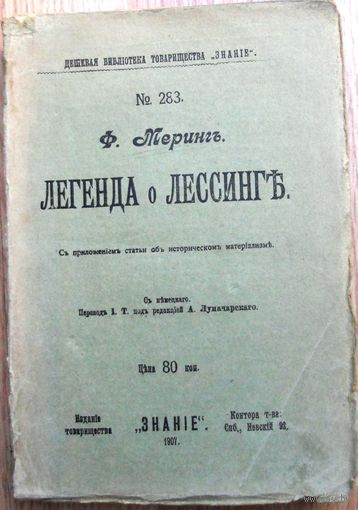 ДЕШЕВАЯ БИБЛІОТЕКА ТОВАРИЩЕСТВА „ЗНАНІЕ“.
№ 283.
Ф. Мерингъ.
ЛЕГЕНДА о ЛЕССИНГѢ.
Съ приложеніемъ статьи объ историческомъ матеріализмѣ.
Съ нѣмецкаго.
Переводъ І. Т. подъ редакціей А. Луначарскаго.
Цѣна 80 коп.
Изданіе
товарищества
„ЗНАНІЕ“.
1907.
Контора т-ва:
Спб., Невскій 92.